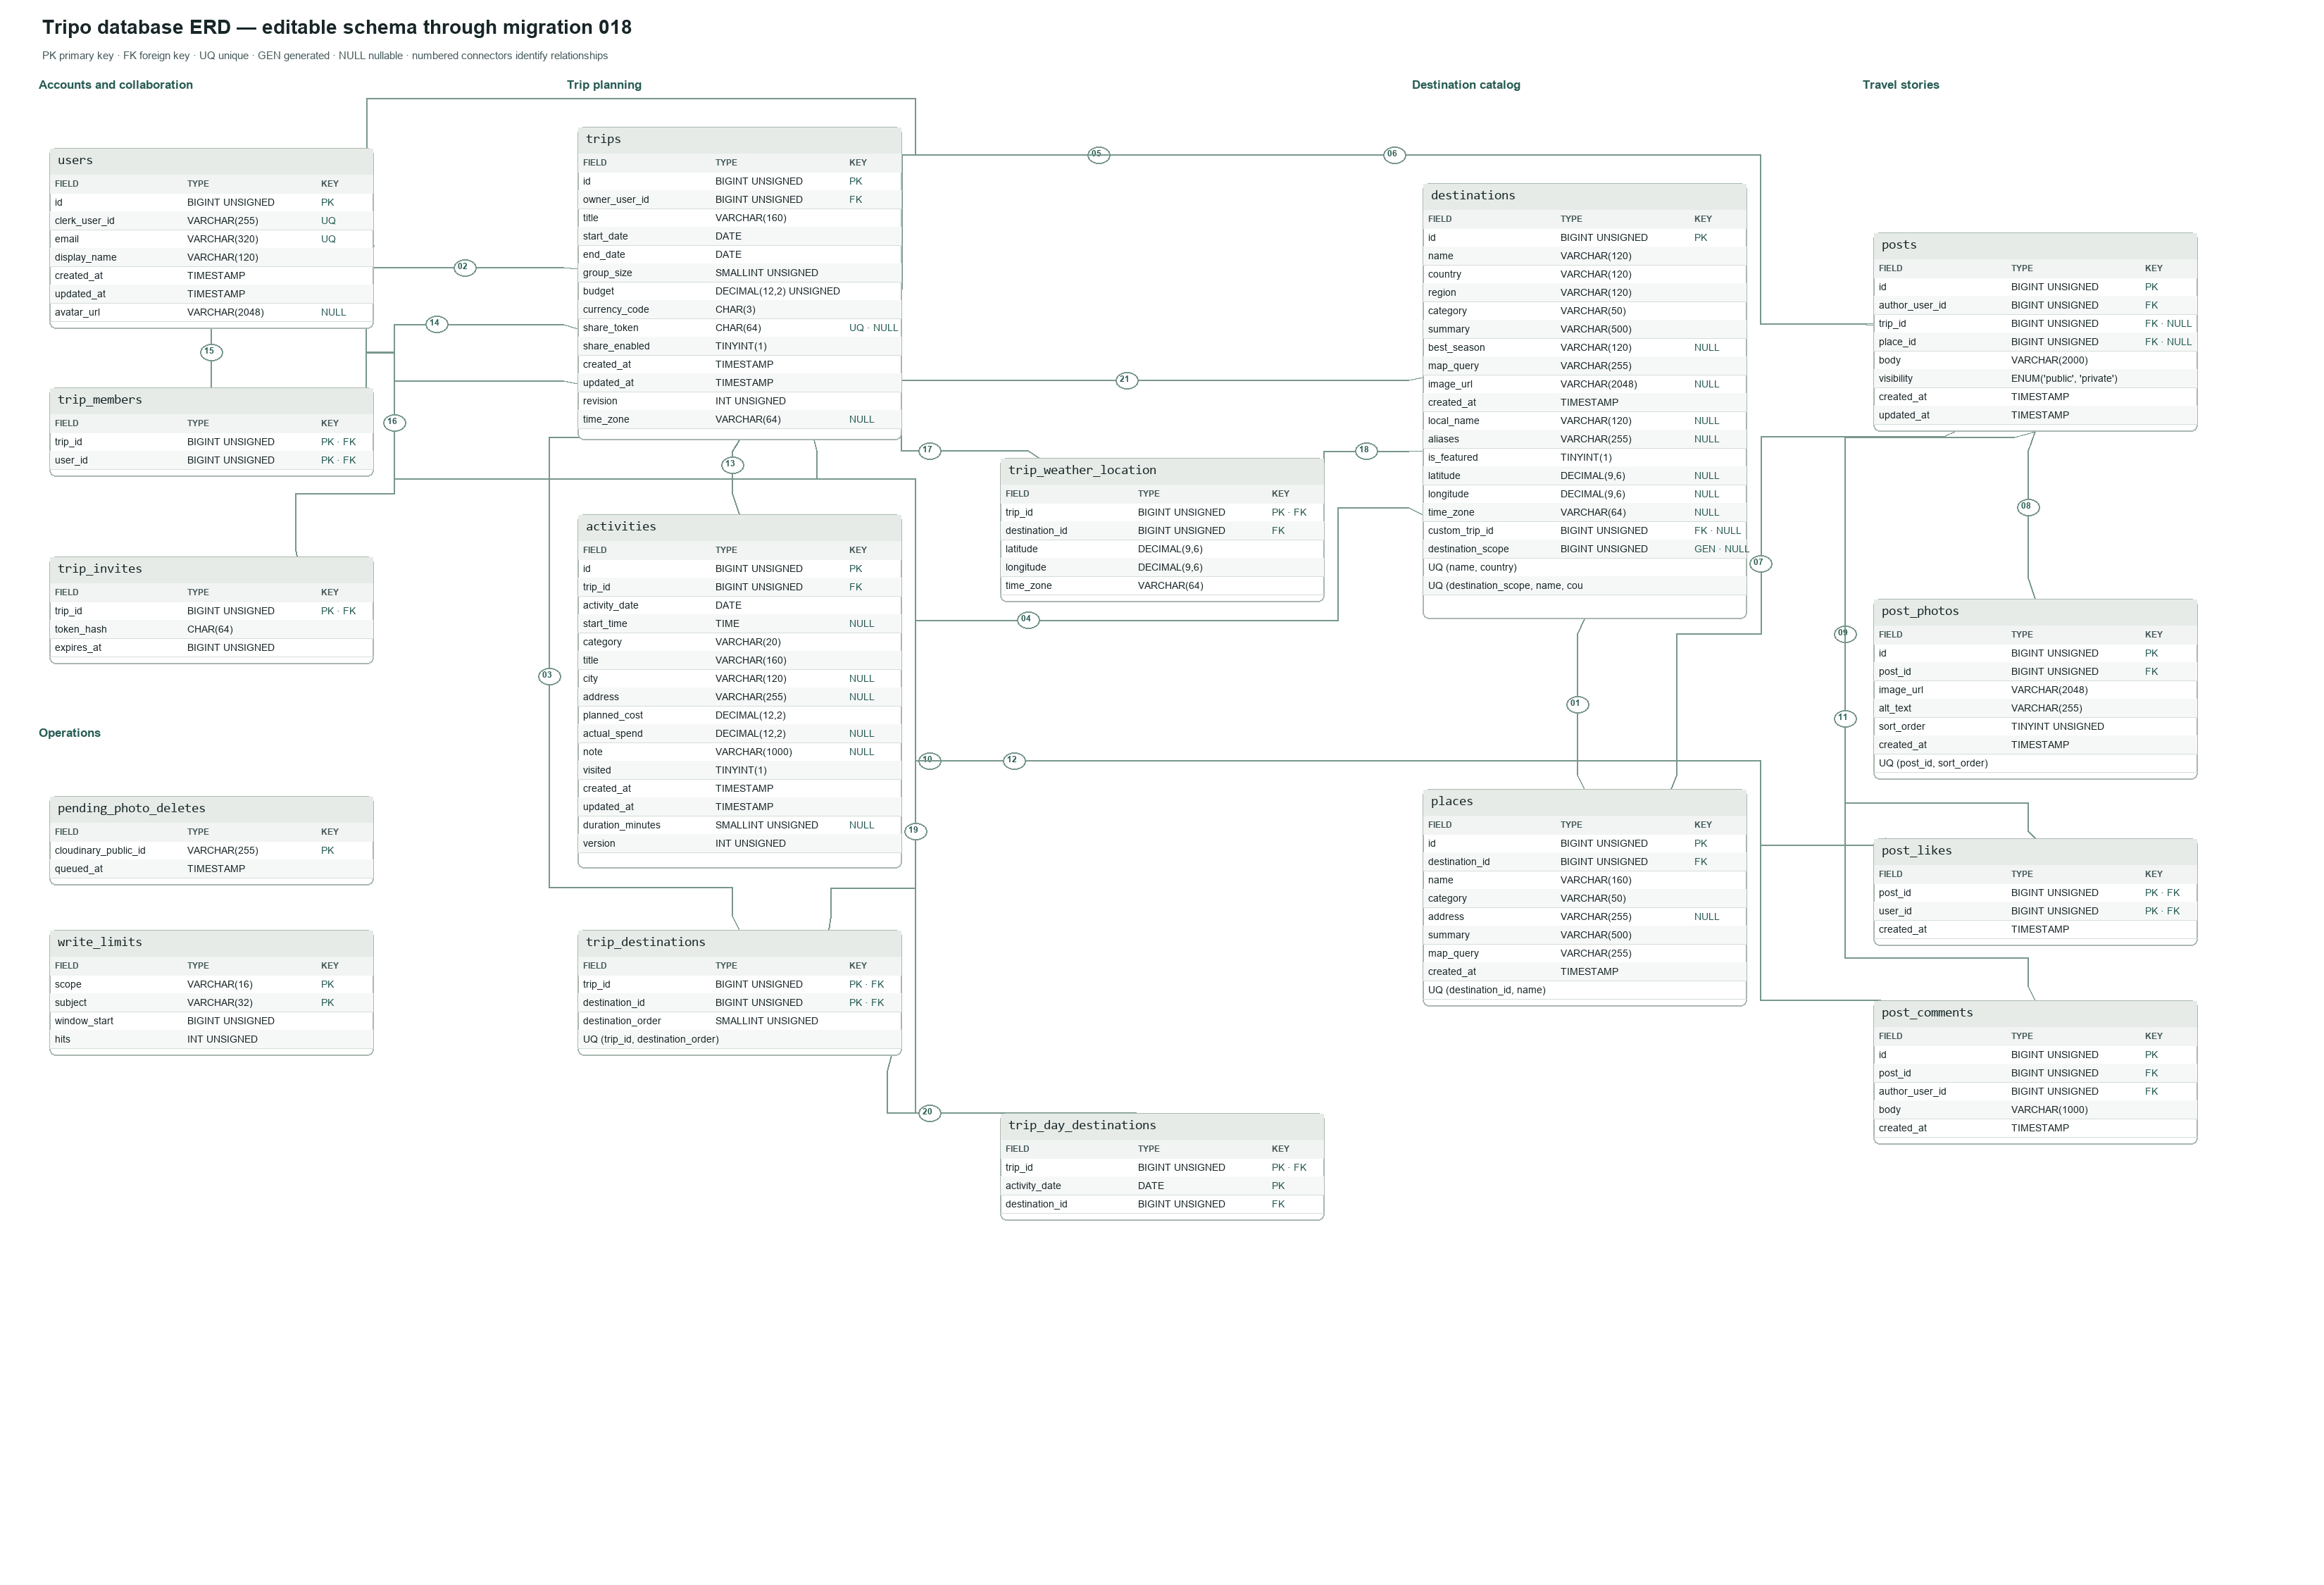 Tripo database ERD — editable schema through migration 018
PK primary key · FK foreign key · UQ unique · GEN generated · NULL nullable · numbered connectors identify relationships
Accounts and collaboration
users
FIELD TYPE KEY
id BIGINT UNSIGNED PK
clerk_user_id VARCHAR(255) UQ
email VARCHAR(320) UQ
display_name VARCHAR(120)
created_at TIMESTAMP
updated_at TIMESTAMP
avatar_url VARCHAR(2048) NULL
02
14
15
16
trip_members
FIELD TYPE KEY
trip_id BIGINT UNSIGNED PK · FK
user_id BIGINT UNSIGNED PK · FK
trip_invites
FIELD TYPE KEY
trip_id BIGINT UNSIGNED PK · FK
token_hash CHAR(64)
expires_at BIGINT UNSIGNED
Operations
pending_photo_deletes
FIELD TYPE KEY
cloudinary_public_id VARCHAR(255) PK
queued_at TIMESTAMP
write_limits
FIELD TYPE KEY
scope VARCHAR(16) PK
subject VARCHAR(32) PK
window_start BIGINT UNSIGNED
hits INT UNSIGNED
Trip planning
trips
FIELD TYPE KEY
id BIGINT UNSIGNED PK
owner_user_id BIGINT UNSIGNED FK
title VARCHAR(160)
start_date DATE
end_date DATE
group_size SMALLINT UNSIGNED
budget DECIMAL(12,2) UNSIGNED
currency_code CHAR(3)
share_token CHAR(64) UQ · NULL
share_enabled TINYINT(1)
created_at TIMESTAMP
updated_at TIMESTAMP
revision INT UNSIGNED
time_zone VARCHAR(64) NULL
13
03
activities
FIELD TYPE KEY
id BIGINT UNSIGNED PK
trip_id BIGINT UNSIGNED FK
activity_date DATE
start_time TIME NULL
category VARCHAR(20)
title VARCHAR(160)
city VARCHAR(120) NULL
address VARCHAR(255) NULL
planned_cost DECIMAL(12,2)
actual_spend DECIMAL(12,2) NULL
note VARCHAR(1000) NULL
visited TINYINT(1)
created_at TIMESTAMP
updated_at TIMESTAMP
duration_minutes SMALLINT UNSIGNED NULL
version INT UNSIGNED
trip_destinations
FIELD TYPE KEY
trip_id BIGINT UNSIGNED PK · FK
destination_id BIGINT UNSIGNED PK · FK
destination_order SMALLINT UNSIGNED
UQ (trip_id, destination_order)
05
06
21
17
18
trip_weather_location
FIELD TYPE KEY
trip_id BIGINT UNSIGNED PK · FK
destination_id BIGINT UNSIGNED FK
latitude DECIMAL(9,6)
longitude DECIMAL(9,6)
time_zone VARCHAR(64)
04
10
12
19
20
trip_day_destinations
FIELD TYPE KEY
trip_id BIGINT UNSIGNED PK · FK
activity_date DATE PK
destination_id BIGINT UNSIGNED FK
Destination catalog
destinations
FIELD TYPE KEY
id BIGINT UNSIGNED PK
name VARCHAR(120)
country VARCHAR(120)
region VARCHAR(120)
category VARCHAR(50)
summary VARCHAR(500)
best_season VARCHAR(120) NULL
map_query VARCHAR(255)
image_url VARCHAR(2048) NULL
created_at TIMESTAMP
local_name VARCHAR(120) NULL
aliases VARCHAR(255) NULL
is_featured TINYINT(1)
latitude DECIMAL(9,6) NULL
longitude DECIMAL(9,6) NULL
time_zone VARCHAR(64) NULL
custom_trip_id BIGINT UNSIGNED FK · NULL
destination_scope BIGINT UNSIGNED GEN · NULL
UQ (name, country)
UQ (destination_scope, name, cou
07
01
places
FIELD TYPE KEY
id BIGINT UNSIGNED PK
destination_id BIGINT UNSIGNED FK
name VARCHAR(160)
category VARCHAR(50)
address VARCHAR(255) NULL
summary VARCHAR(500)
map_query VARCHAR(255)
created_at TIMESTAMP
UQ (destination_id, name)
Travel stories
posts
FIELD TYPE KEY
id BIGINT UNSIGNED PK
author_user_id BIGINT UNSIGNED FK
trip_id BIGINT UNSIGNED FK · NULL
place_id BIGINT UNSIGNED FK · NULL
body VARCHAR(2000)
visibility ENUM('public', 'private')
created_at TIMESTAMP
updated_at TIMESTAMP
08
09
11
post_photos
FIELD TYPE KEY
id BIGINT UNSIGNED PK
post_id BIGINT UNSIGNED FK
image_url VARCHAR(2048)
alt_text VARCHAR(255)
sort_order TINYINT UNSIGNED
created_at TIMESTAMP
UQ (post_id, sort_order)
post_likes
FIELD TYPE KEY
post_id BIGINT UNSIGNED PK · FK
user_id BIGINT UNSIGNED PK · FK
created_at TIMESTAMP
post_comments
FIELD TYPE KEY
id BIGINT UNSIGNED PK
post_id BIGINT UNSIGNED FK
author_user_id BIGINT UNSIGNED FK
body VARCHAR(1000)
created_at TIMESTAMP